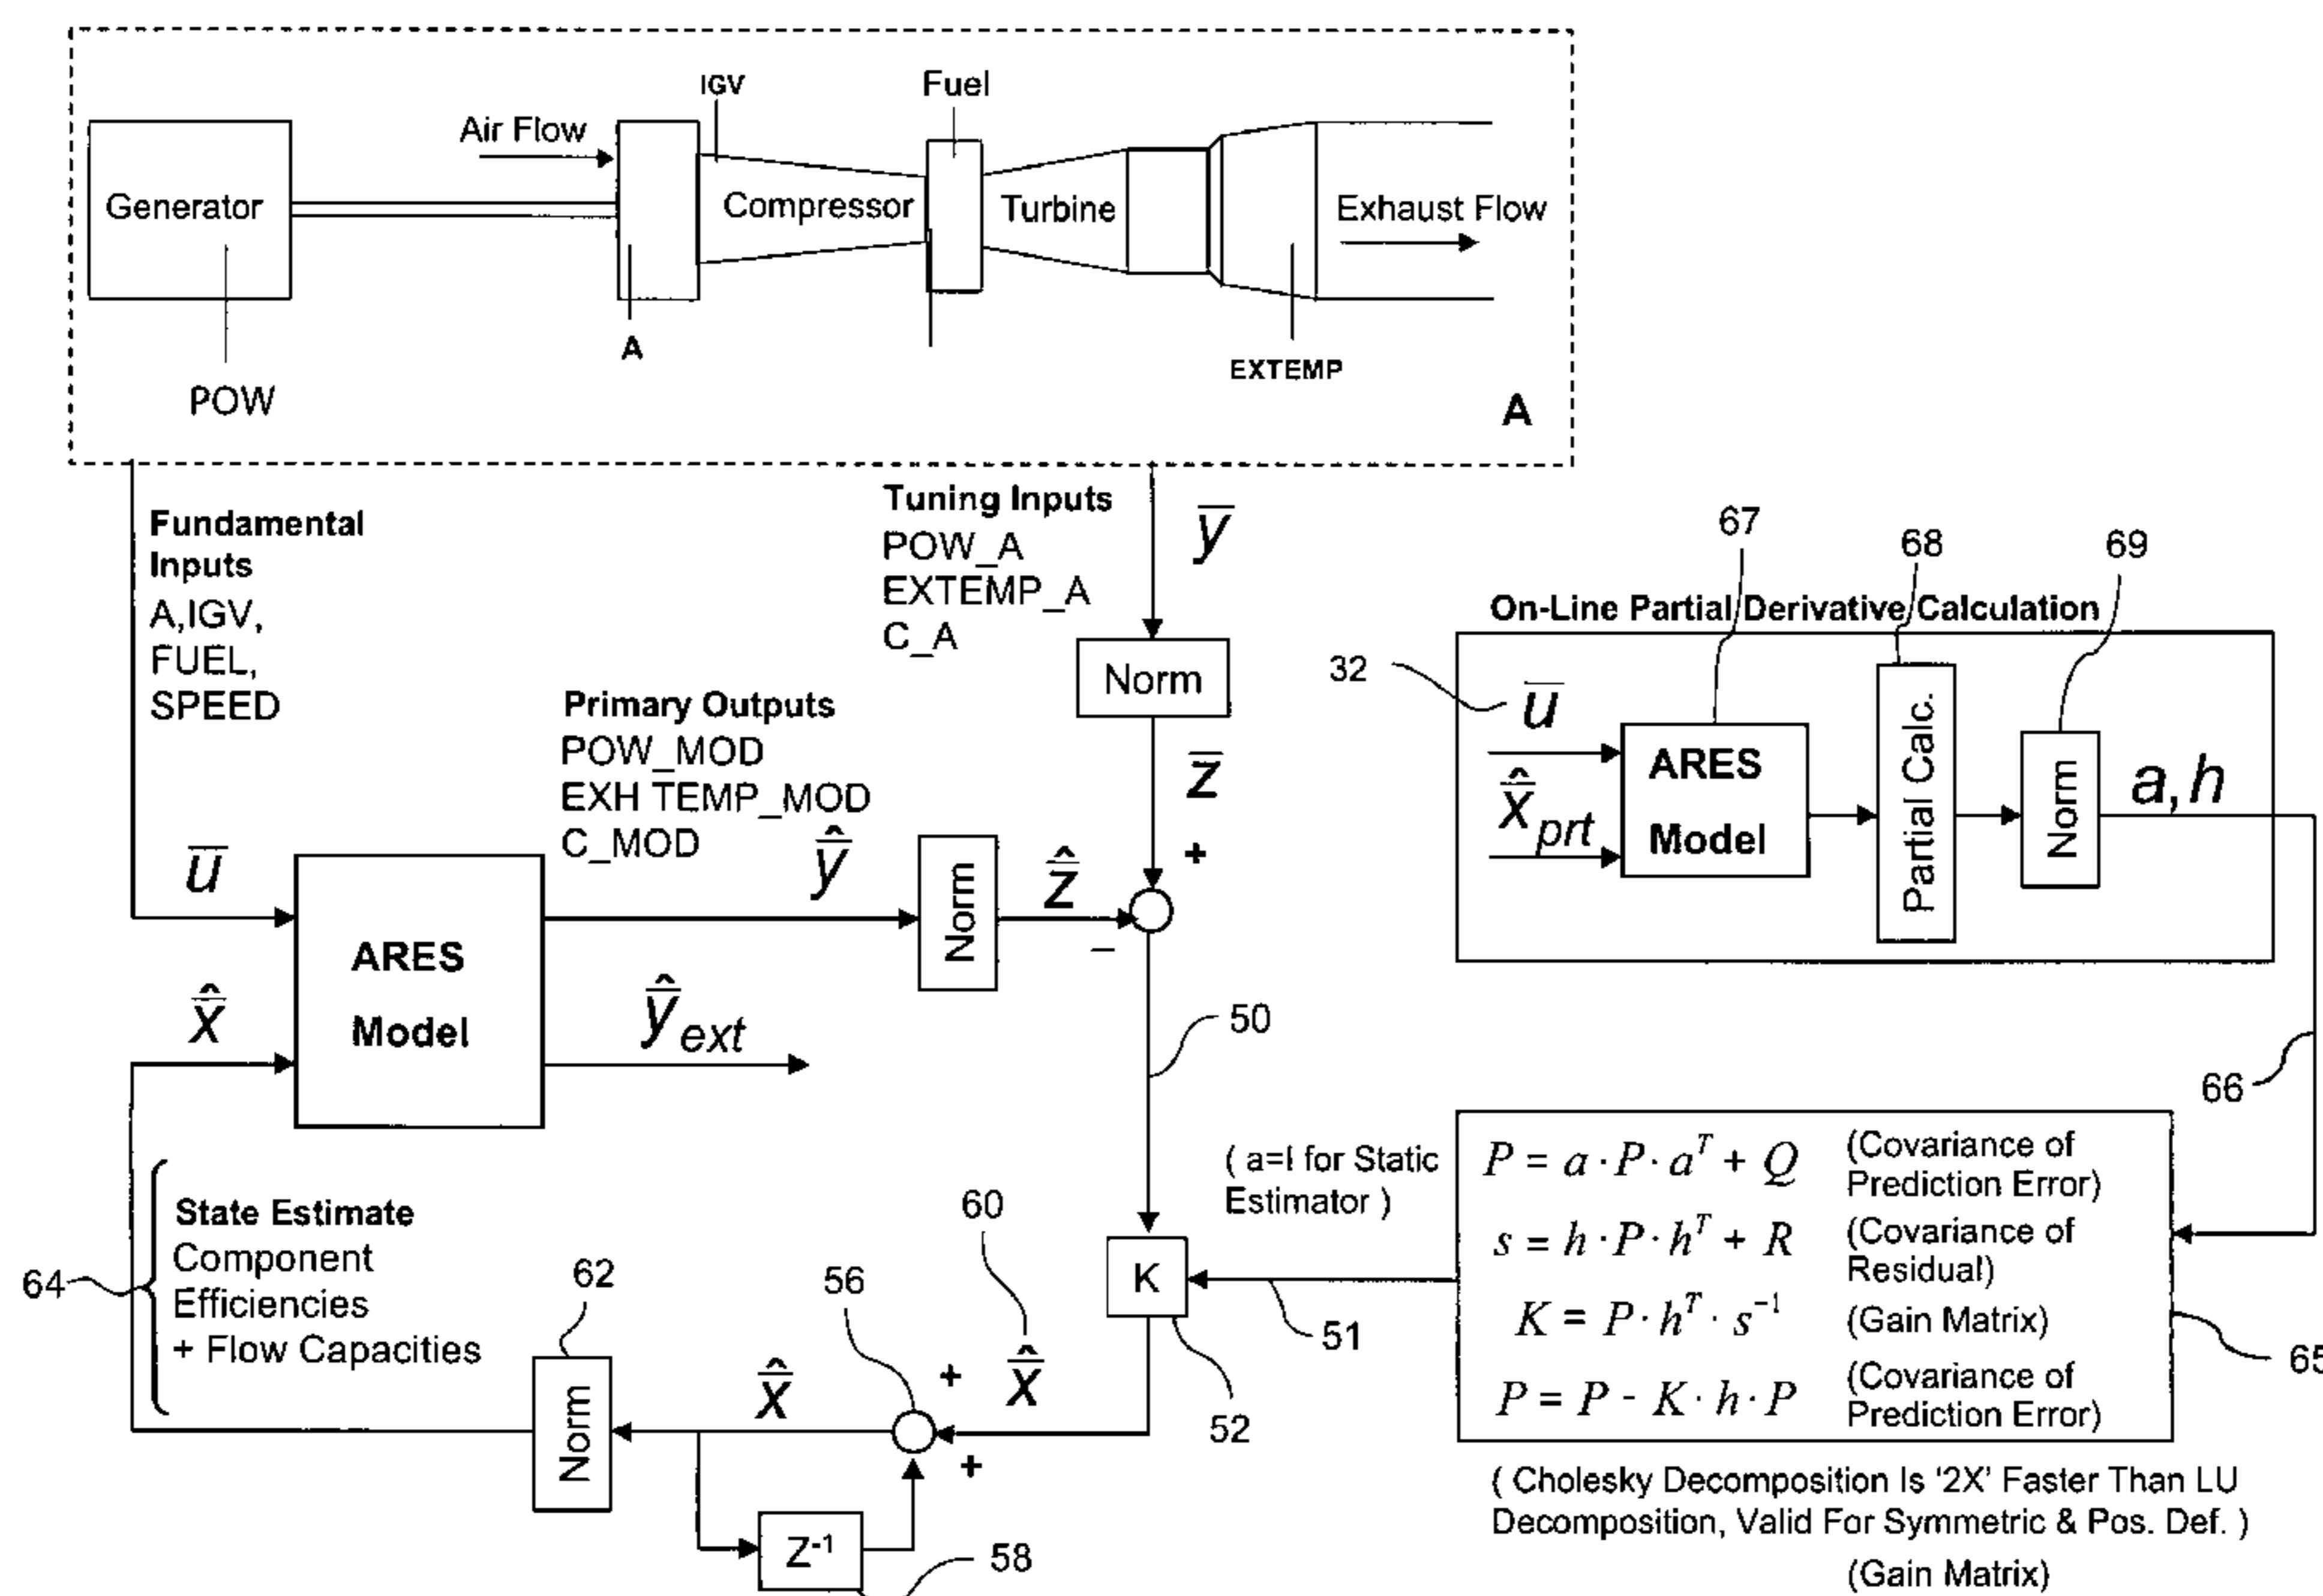 IGV
Fuel
Air Flow
Generator
Compressor
Turbine
Exhaust Flow
A
EXTEMP
POW
A
Fundamental
Inputs
A,IGV,
FUEL,
SPEED
Tuning Inputs
POW_A
EXTEMP_A
C_A
y̅
Norm
z̅
+
Primary Outputs
POW_MOD
EXH TEMP_MOD
C_MOD
u̅
ŷ̅
Norm
ẑ̅
–
ARES
Model
x̂̅
ŷ̅ext
50
67
68
69
On-Line Partial Derivative Calculation
32
u̅
x̂̅prt
ARES
Model
Partial Calc.
Norm
a,h
66
( a=I for Static
Estimator )
P = a · P · aᵀ + Q (Covariance of
Prediction Error)
s = h · P · hᵀ + R (Covariance of
Residual)
K = P · hᵀ · s⁻¹ (Gain Matrix)
P = P - K · h · P (Covariance of
Prediction Error)
65
( Cholesky Decomposition Is '2X' Faster Than LU
Decomposition, Valid For Symmetric & Pos. Def. )
(Gain Matrix)
K
51
52
60
x̂̅
+
+
56
x̂̅
Z⁻¹
58
62
Norm
64
State Estimate
Component
Efficiencies
+ Flow Capacities